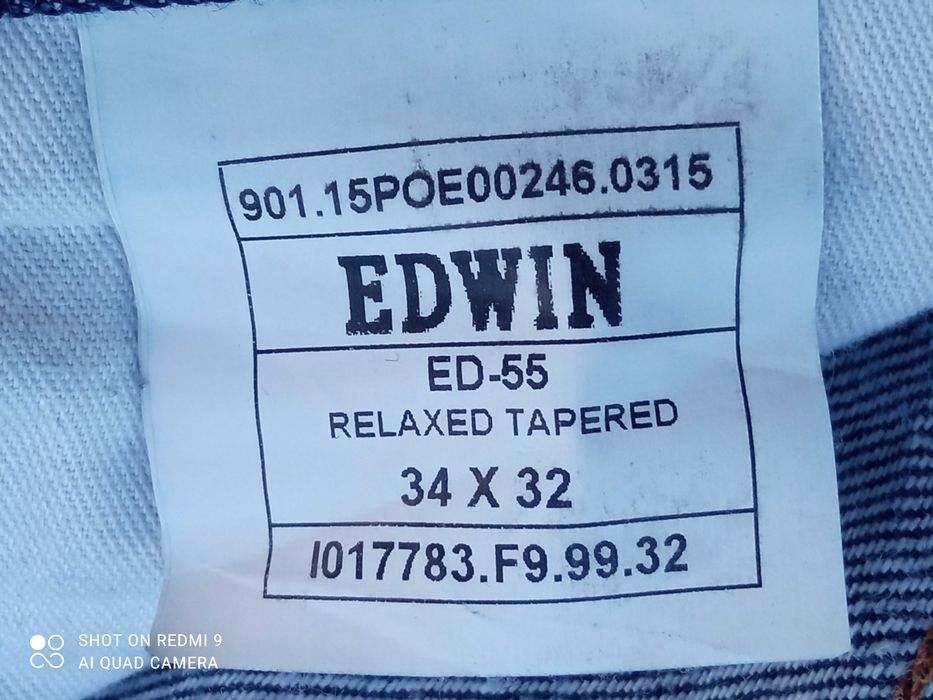 901.15POE00246.0315
EDWIN
ED-55
RELAXED TAPERED
34 X 32
I017783.F9.99.32
SHOT ON REDMI 9
AI QUAD CAMERA